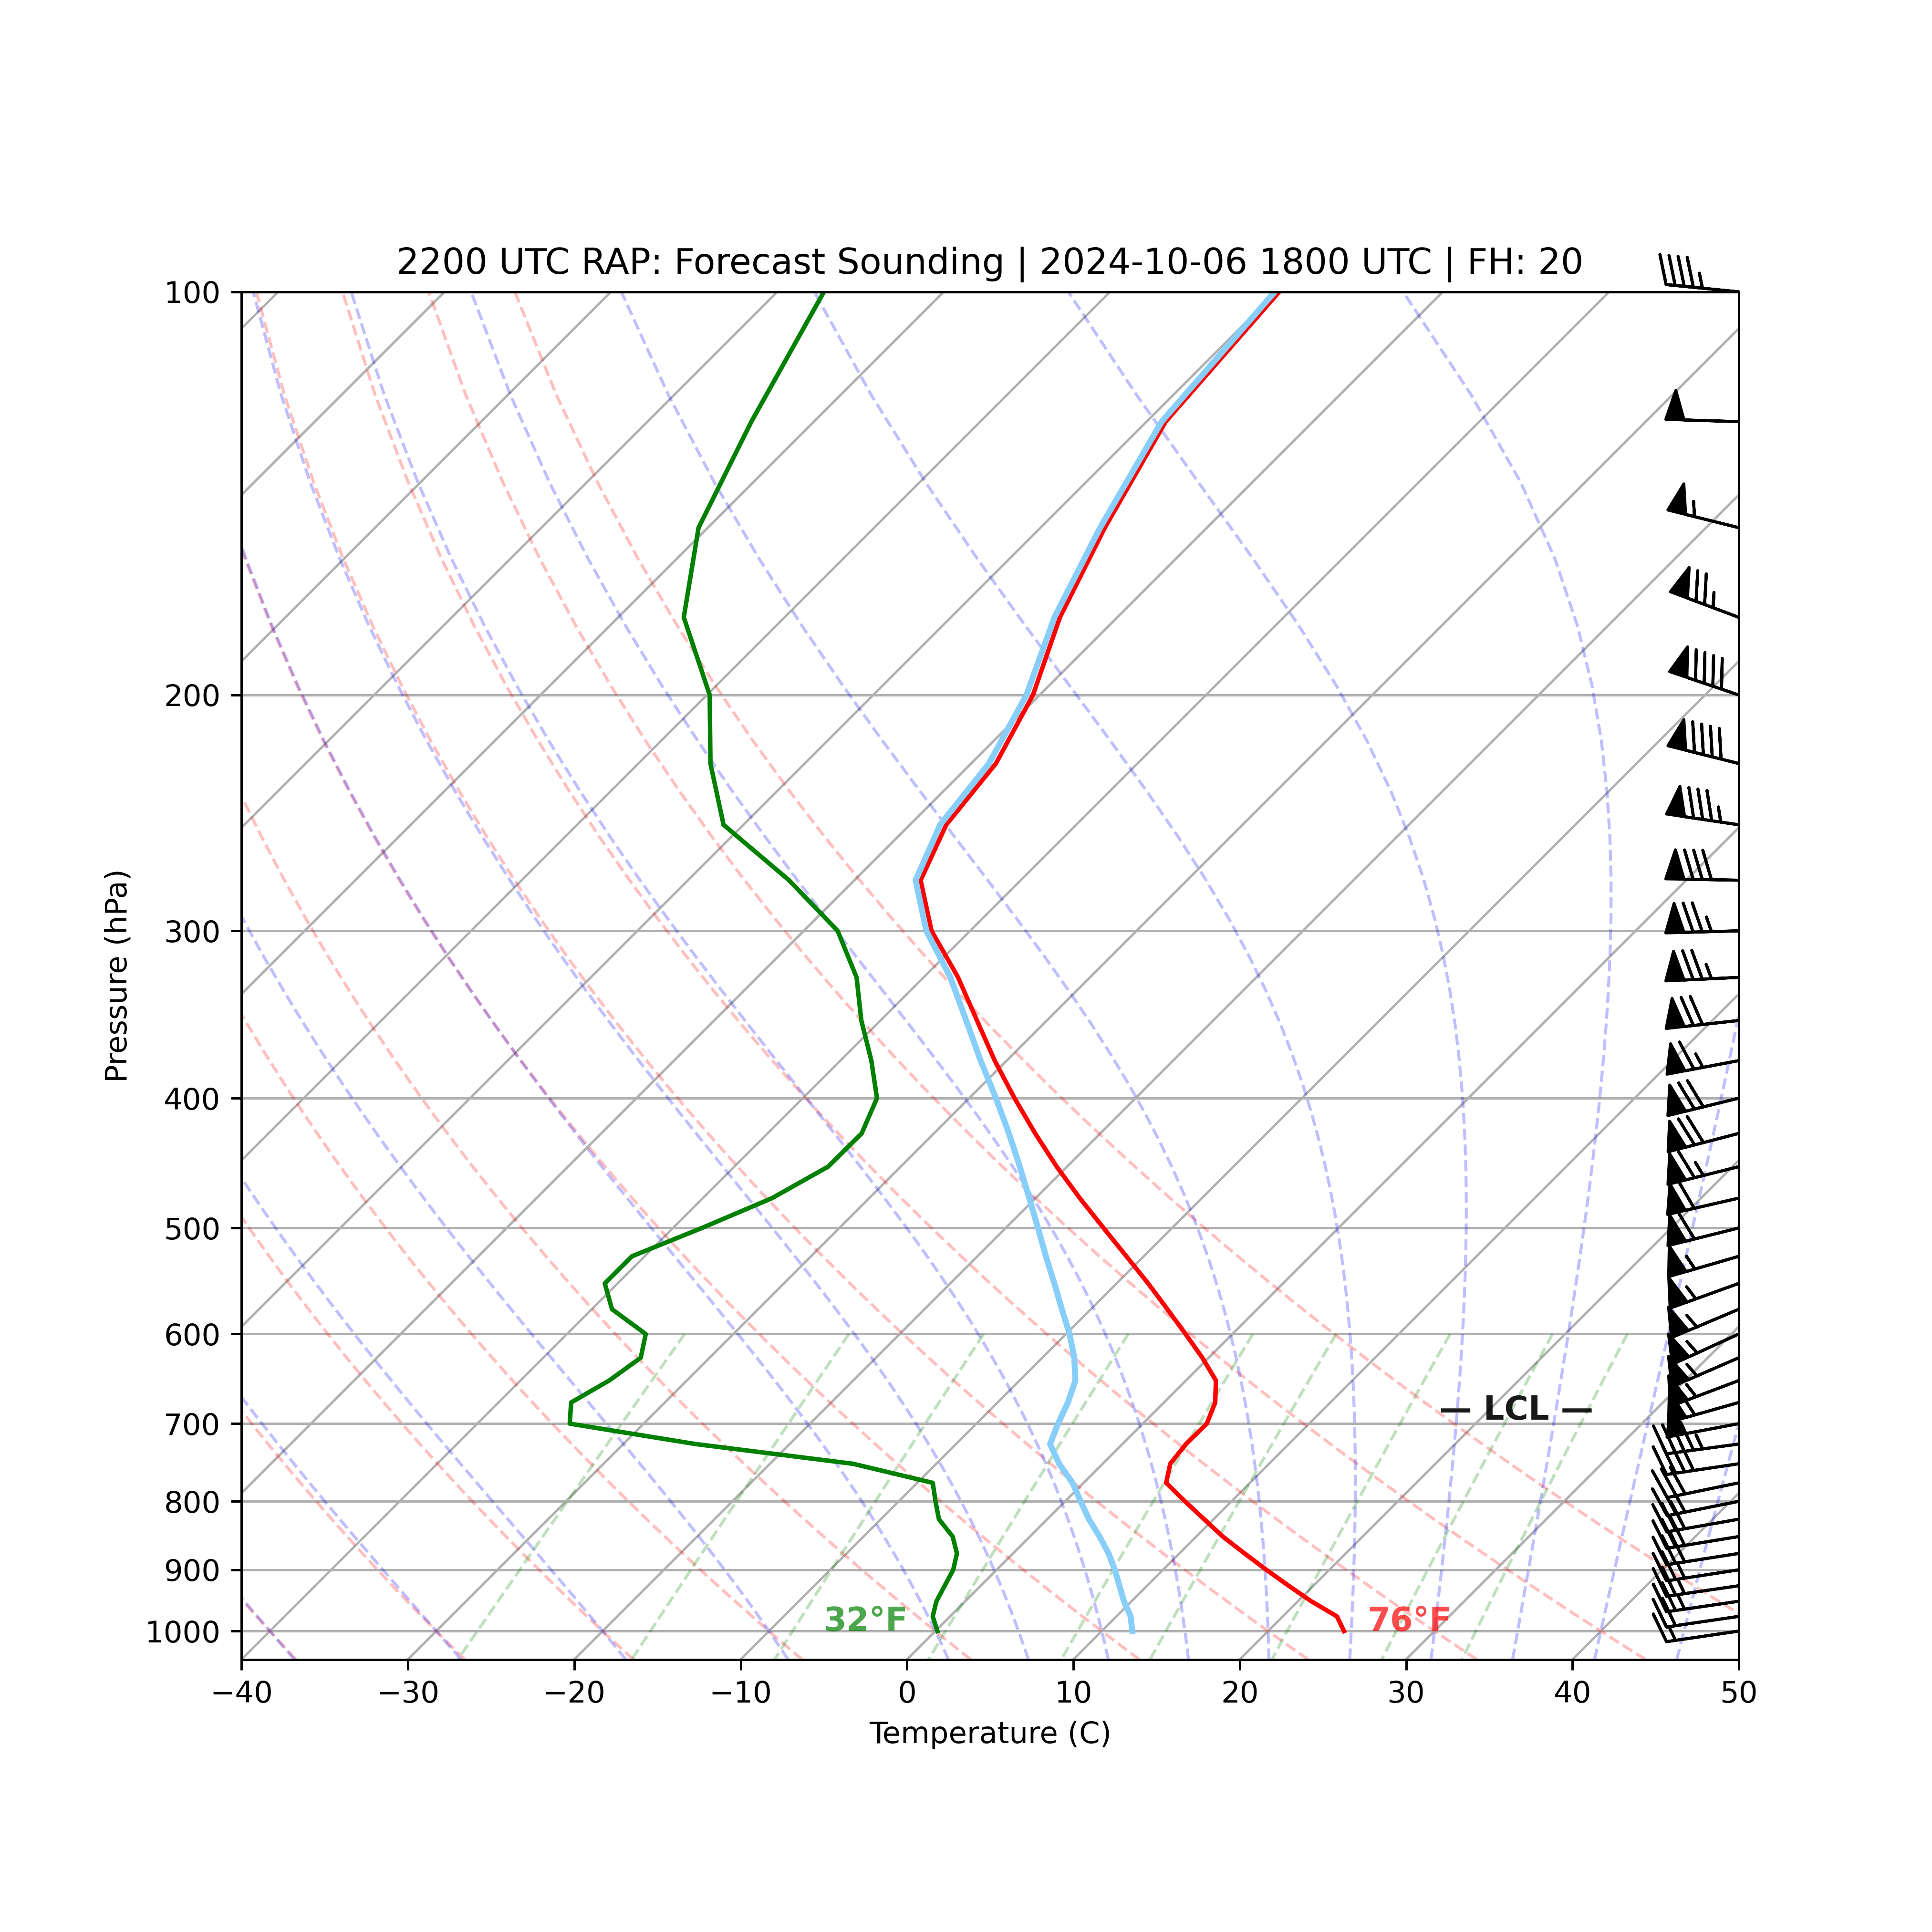 2200 UTC RAP: Forecast Sounding | 2024-10-06 1800 UTC | FH: 20
100
200
300
400
500
600
700
800
900
1000
Pressure (hPa)
— LCL —
32°F
76°F
−40 −30 −20 −10 0 10 20 30 40 50
Temperature (C)